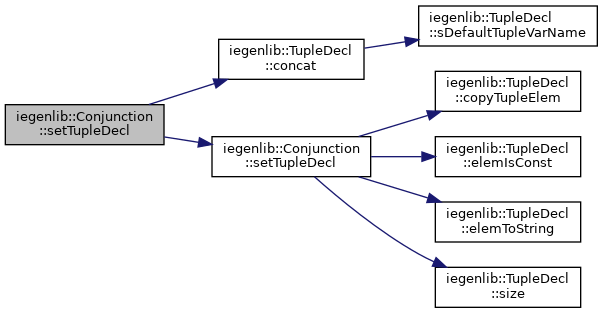 iegenlib::Conjunction
::setTupleDecl
iegenlib::TupleDecl
::concat
iegenlib::TupleDecl
::sDefaultTupleVarName
iegenlib::Conjunction
::setTupleDecl
iegenlib::TupleDecl
::copyTupleElem
iegenlib::TupleDecl
::elemIsConst
iegenlib::TupleDecl
::elemToString
iegenlib::TupleDecl
::size